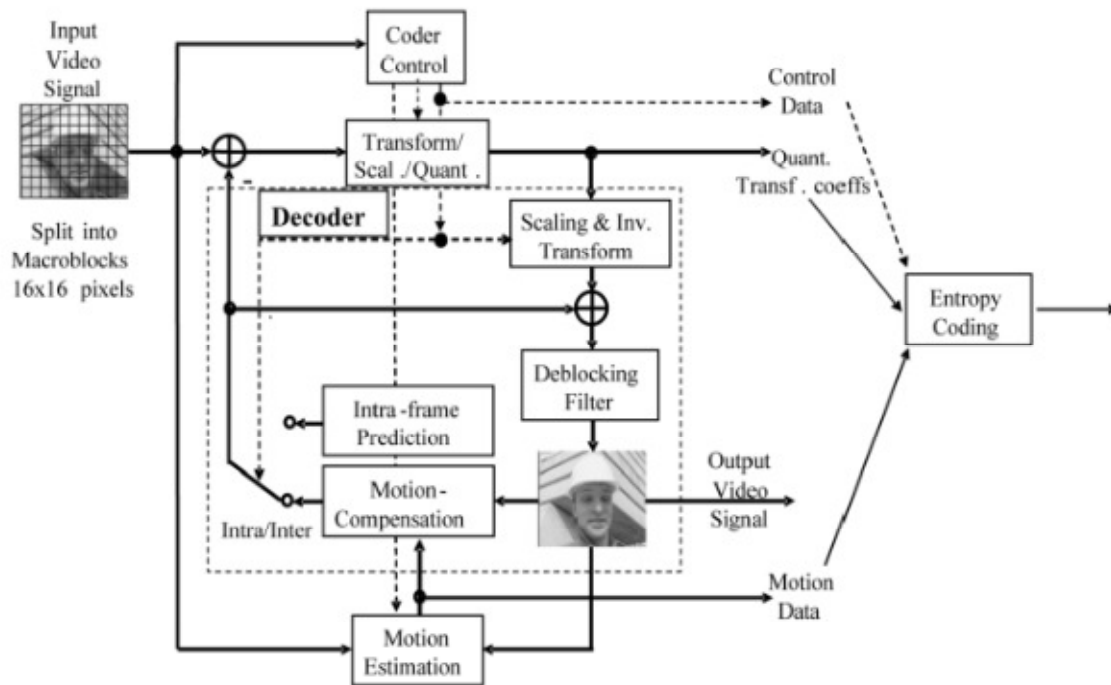 Input
Video
Signal
Split into
Macroblocks
16x16 pixels
Coder
Control
Transform/
Scal ./Quant .
-
Decoder
Scaling & Inv.
Transform
Deblocking
Filter
Intra -frame
Prediction
Motion-
Compensation
Intra/Inter
Motion
Estimation
Control
Data
Quant.
Transf . coeffs
Entropy
Coding
Output
Video
Signal
Motion
Data